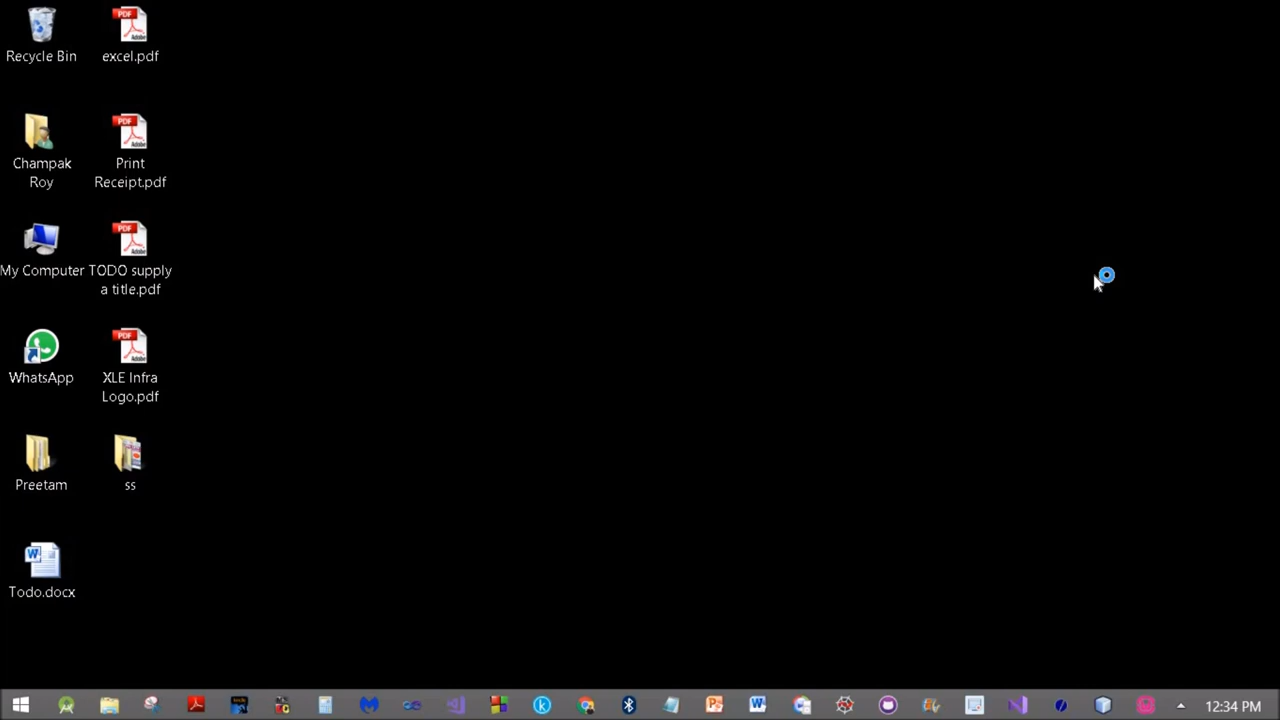 Recycle Bin
excel.pdf
Champak
Roy
Print
Receipt.pdf
My Computer
TODO supply
a title.pdf
WhatsApp
XLE Infra
Logo.pdf
Preetam
ss
Todo.docx
12:34 PM